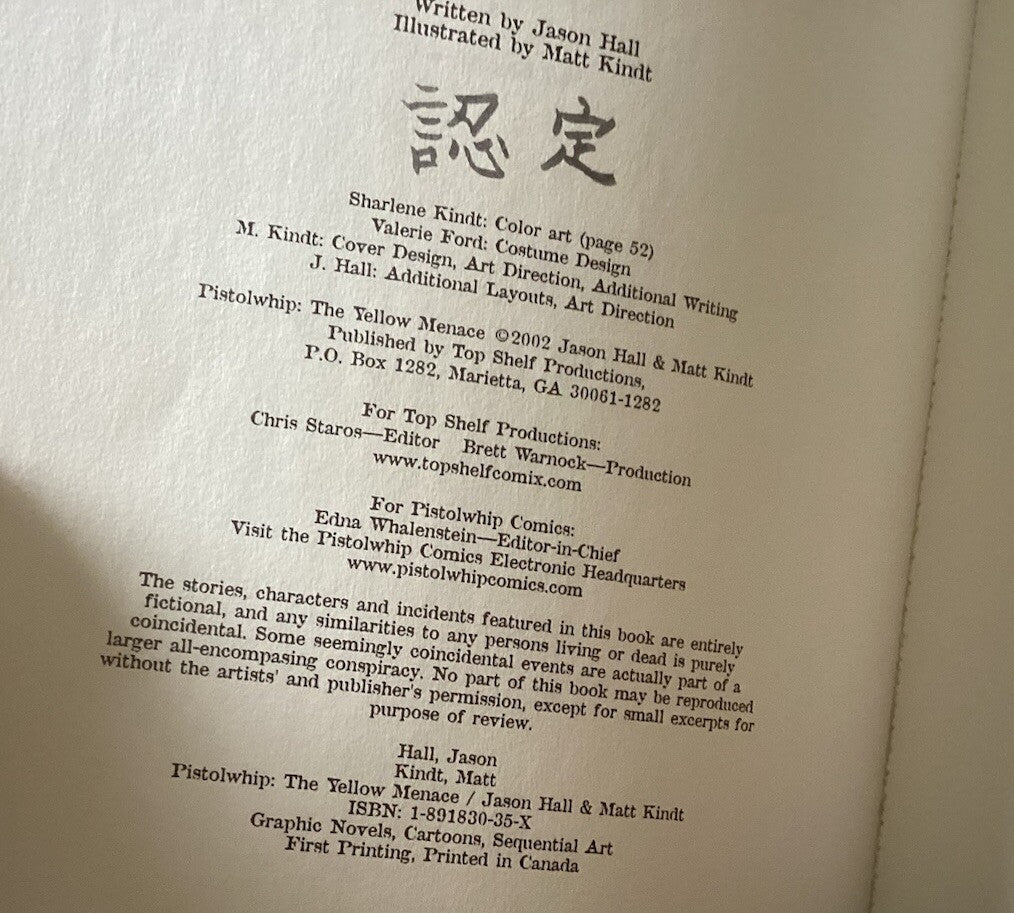 Written by Jason Hall
Illustrated by Matt Kindt
認定
Sharlene Kindt: Color art (page 52)
Valerie Ford: Costume Design
M. Kindt: Cover Design, Art Direction, Additional Writing
J. Hall: Additional Layouts, Art Direction
Pistolwhip: The Yellow Menace ©2002 Jason Hall & Matt Kindt
Published by Top Shelf Productions,
P.O. Box 1282, Marietta, GA 30061-1282
For Top Shelf Productions:
Chris Staros—Editor Brett Warnock—Production
www.topshelfcomix.com
For Pistolwhip Comics:
Edna Whalenstein—Editor-in-Chief
Visit the Pistolwhip Comics Electronic Headquarters
www.pistolwhipcomics.com
The stories, characters and incidents featured in this book are entirely
fictional, and any similarities to any persons living or dead is purely
coincidental. Some seemingly coincidental events are actually part of a
larger all-encompasing conspiracy. No part of this book may be reproduced
without the artists' and publisher's permission, except for small excerpts for
purpose of review.
Hall, Jason
Kindt, Matt
Pistolwhip: The Yellow Menace / Jason Hall & Matt Kindt
ISBN: 1-891830-35-X
Graphic Novels, Cartoons, Sequential Art
First Printing, Printed in Canada